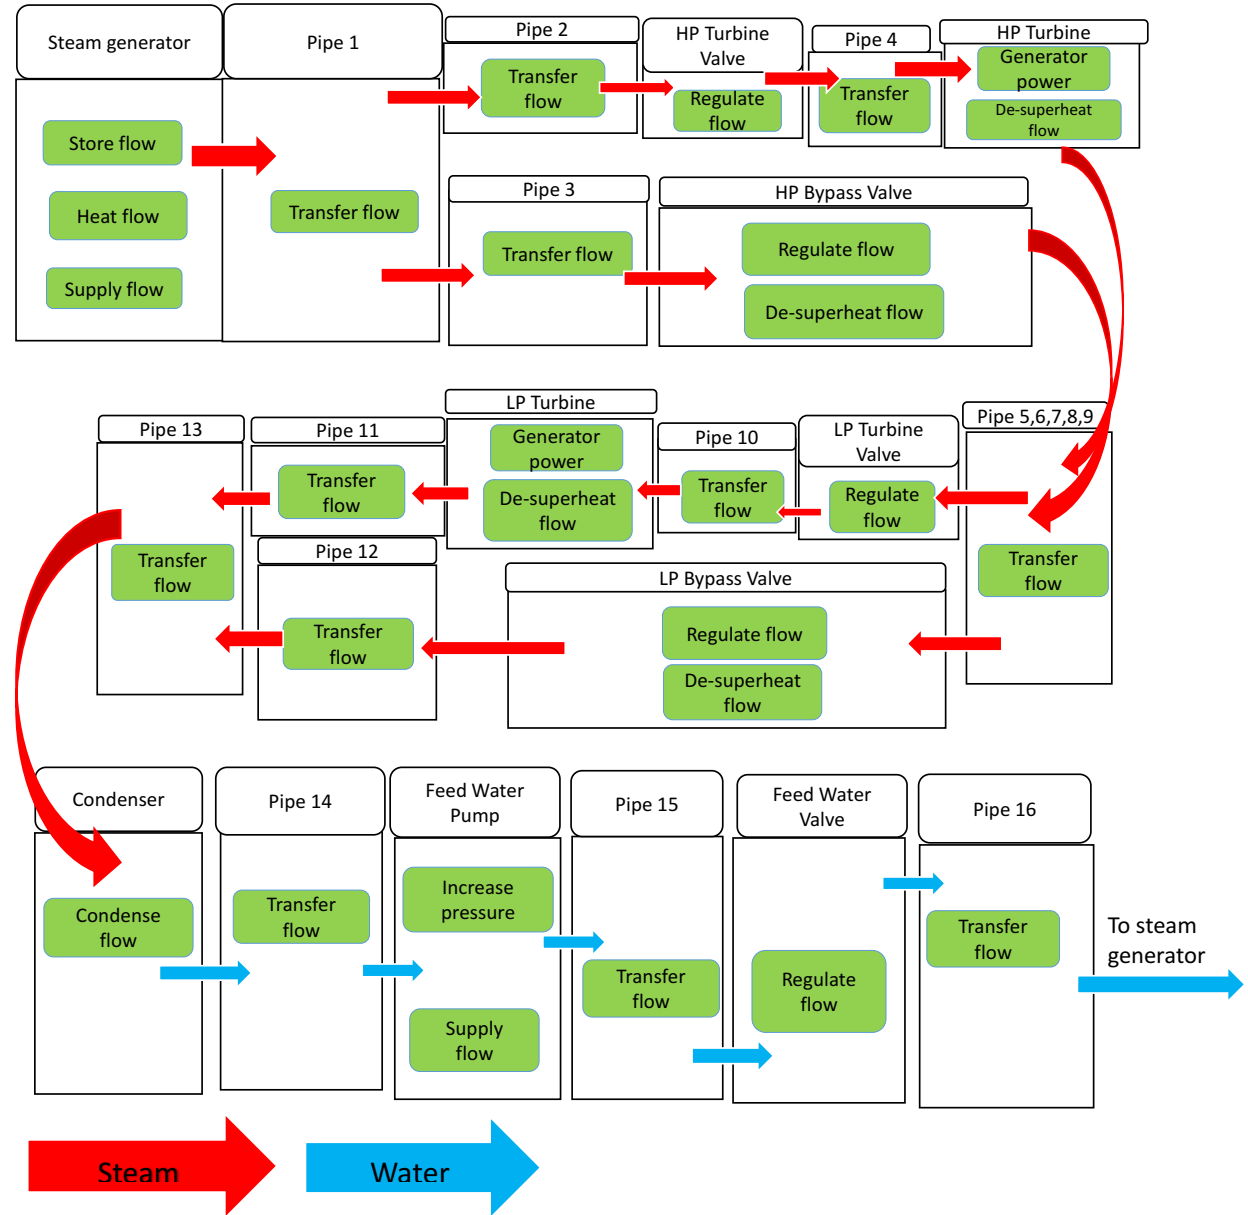 Steam generator
Store flow
Heat flow
Supply flow
Pipe 1
Transfer flow
Pipe 2
Transfer
flow
HP Turbine
Valve
Regulate
flow
Pipe 4
Transfer
flow
HP Turbine
Generator
power
De-superheat
flow
Pipe 3
Transfer flow
HP Bypass Valve
Regulate flow
De-superheat flow
Pipe 13
Transfer
flow
Pipe 11
Transfer
flow
Pipe 12
Transfer
flow
LP Turbine
Generator
power
De-superheat
flow
Pipe 10
Transfer
flow
LP Turbine
Valve
Regulate
flow
Pipe 5,6,7,8,9
Transfer
flow
LP Bypass Valve
Regulate flow
De-superheat
flow
Condenser
Condense
flow
Pipe 14
Transfer
flow
Feed Water
Pump
Increase
pressure
Supply
flow
Pipe 15
Transfer
flow
Feed Water
Valve
Regulate
flow
Pipe 16
Transfer
flow
To steam
generator
Steam
Water